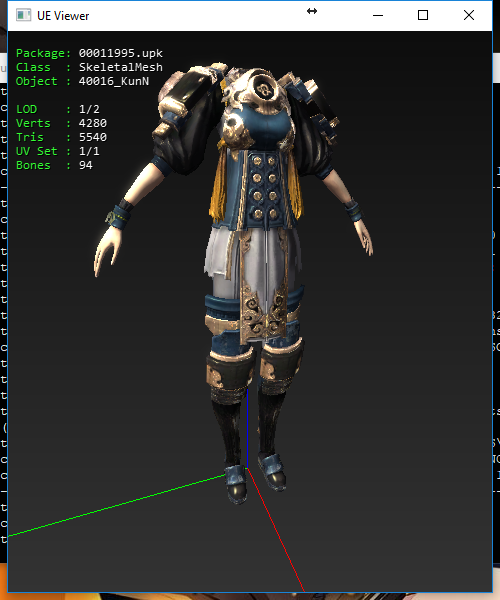 UE Viewer
Package: 00011995.upk
Class : SkeletalMesh
Object : 40016_KunN
LOD : 1/2
Verts : 4280
Tris : 5540
UV Set : 1/1
Bones : 94